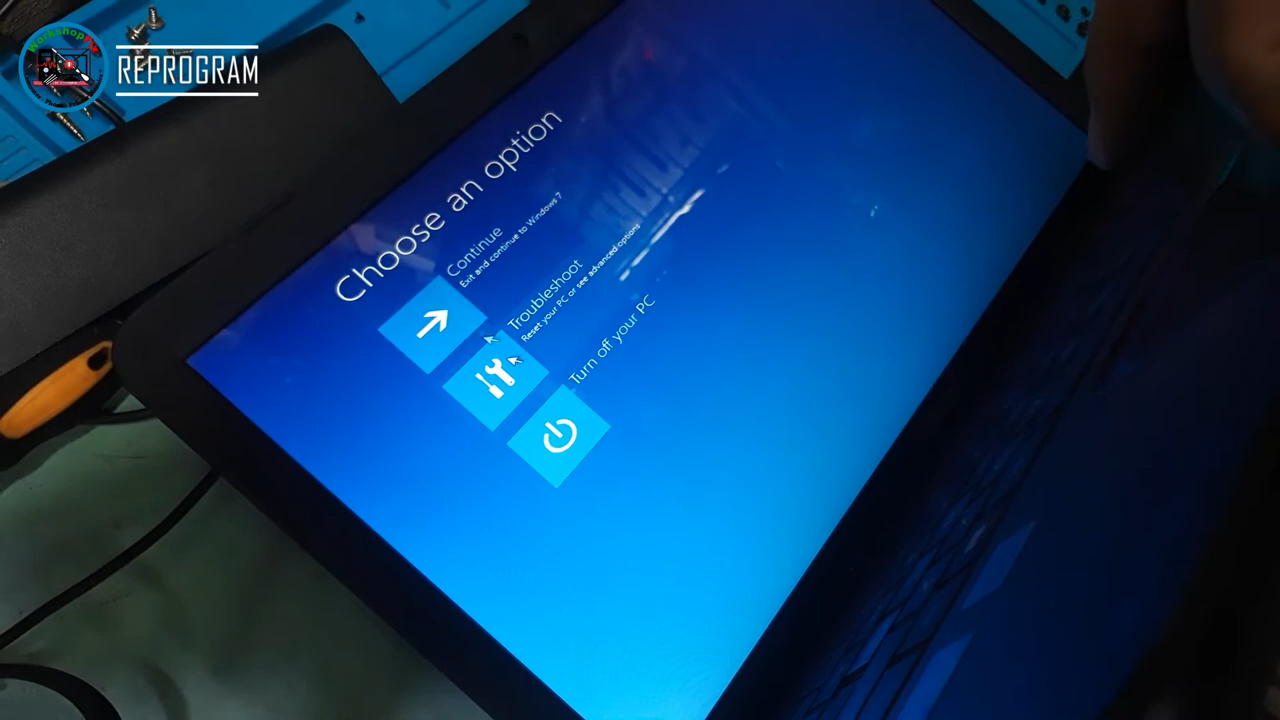 WorkshopFix
REPROGRAM
Choose an option
Continue
Exit and continue to Windows 7
Troubleshoot
Reset your PC or see advanced options
Turn off your PC